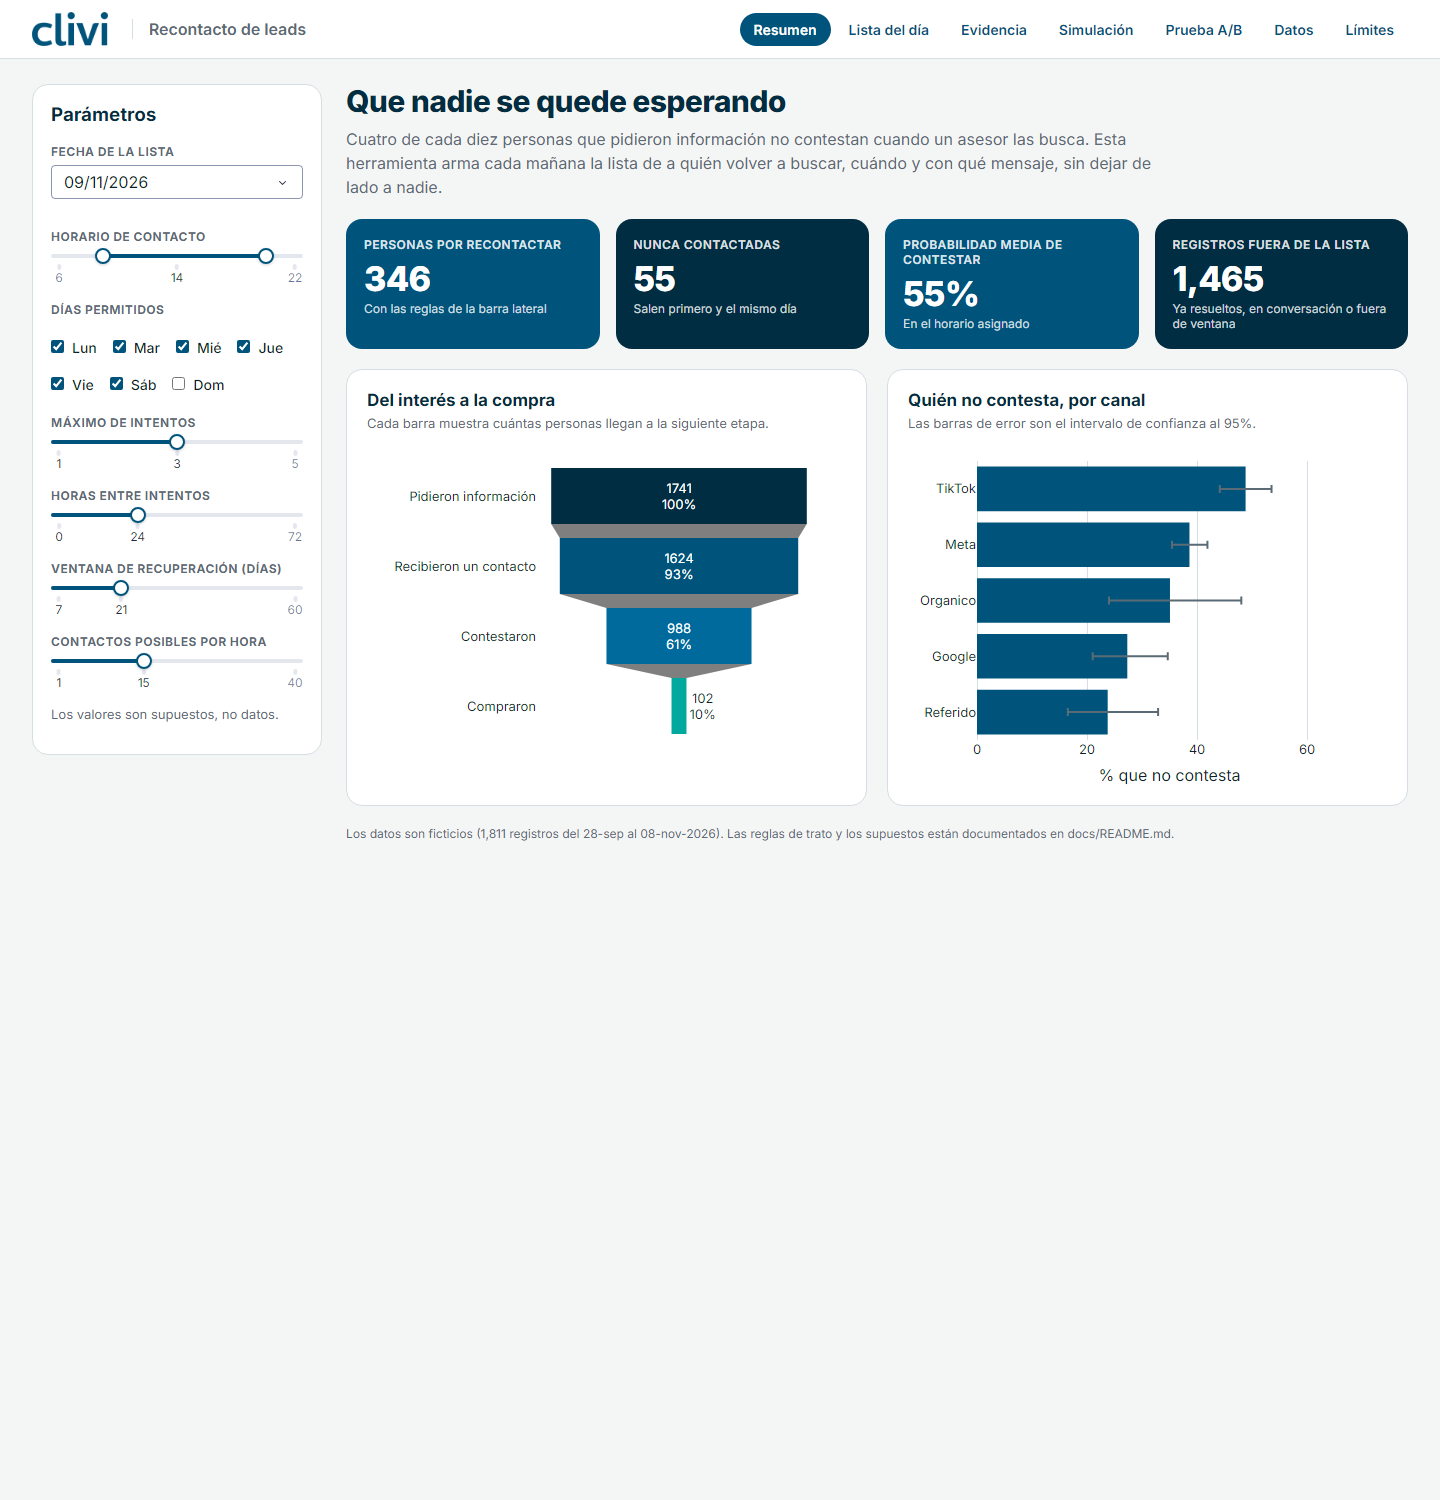 clivi
Recontacto de leads
Resumen
Lista del día
Evidencia
Simulación
Prueba A/B
Datos
Límites
Parámetros
FECHA DE LA LISTA
09/11/2026
HORARIO DE CONTACTO
6
14
22
DÍAS PERMITIDOS
Lun
Mar
Mié
Jue
Vie
Sáb
Dom
MÁXIMO DE INTENTOS
1
3
5
HORAS ENTRE INTENTOS
0
24
72
VENTANA DE RECUPERACIÓN (DÍAS)
7
21
60
CONTACTOS POSIBLES POR HORA
1
15
40
Los valores son supuestos, no datos.
Que nadie se quede esperando
Cuatro de cada diez personas que pidieron información no contestan cuando un asesor las busca. Esta
herramienta arma cada mañana la lista de a quién volver a buscar, cuándo y con qué mensaje, sin dejar de
lado a nadie.
PERSONAS POR RECONTACTAR
346
Con las reglas de la barra lateral
NUNCA CONTACTADAS
55
Salen primero y el mismo día
PROBABILIDAD MEDIA DE
CONTESTAR
55%
En el horario asignado
REGISTROS FUERA DE LA LISTA
1,465
Ya resueltos, en conversación o fuera
de ventana
Del interés a la compra
Cada barra muestra cuántas personas llegan a la siguiente etapa.
Pidieron información
1741
100%
Recibieron un contacto
1624
93%
Contestaron
988
61%
Compraron
102
10%
Quién no contesta, por canal
Las barras de error son el intervalo de confianza al 95%.
TikTok
Meta
Organico
Google
Referido
0
20
40
60
% que no contesta
Los datos son ficticios (1,811 registros del 28-sep al 08-nov-2026). Las reglas de trato y los supuestos están documentados en docs/README.md.